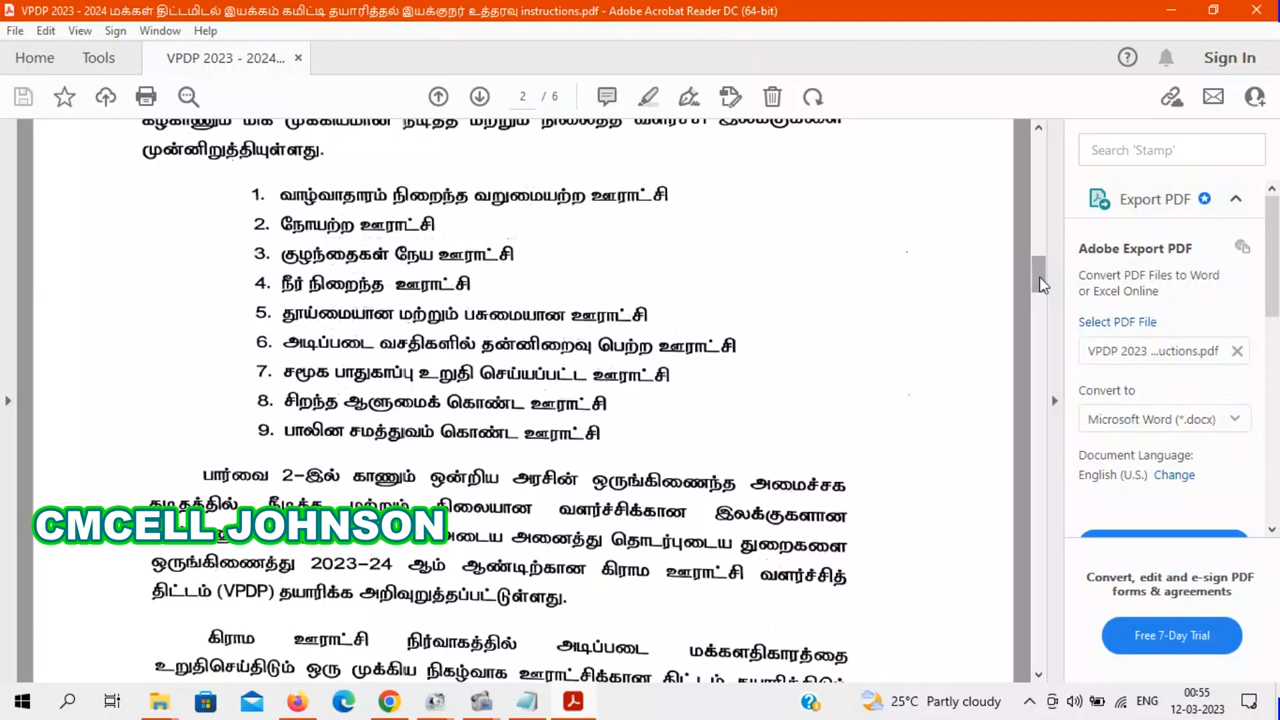 VPDP 2023 - 2024 மக்கள் திட்டமிடல் இயக்கம் கமிட்டி தயாரித்தல் இயக்குநர் உத்தரவு instructions.pdf - Adobe Acrobat Reader DC (64-bit)
File Edit View Sign Window Help
Home Tools VPDP 2023 - 2024... Sign In
2 / 6
முன்னிறுத்தியுள்ளது.
1. வாழ்வாதாரம் நிறைந்த வறுமையற்ற ஊராட்சி
2. நோயற்ற ஊராட்சி
3. குழந்தைகள் நேய ஊராட்சி
4. நீர் நிறைந்த ஊராட்சி
5. தூய்மையான மற்றும் பசுமையான ஊராட்சி
6. அடிப்படை வசதிகளில் தன்னிறைவு பெற்ற ஊராட்சி
7. சமூக பாதுகாப்பு உறுதி செய்யப்பட்ட ஊராட்சி
8. சிறந்த ஆளுமைக் கொண்ட ஊராட்சி
9. பாலின சமத்துவம் கொண்ட ஊராட்சி
பார்வை 2-இல் காணும் ஒன்றிய அரசின் ஒருங்கிணைந்த அமைச்சக
நிலையான வளர்ச்சிக்கான இலக்குகளான
CMCELL JOHNSON
அனைத்து தொடர்புடைய துறைகளை
ஒருங்கிணைத்து 2023-24 ஆம் ஆண்டிற்கான கிராம ஊராட்சி வளர்ச்சித்
திட்டம் (VPDP) தயாரிக்க அறிவுறுத்தப்பட்டுள்ளது.
கிராம ஊராட்சி நிர்வாகத்தில் அடிப்படை மக்களதிகாரத்தை
உறுதிசெய்திடும் ஒரு முக்கிய நிகழ்வாக ஊராட்சிக்கான திட்டம்
Search 'Stamp'
Export PDF
Adobe Export PDF
Convert PDF Files to Word
or Excel Online
Select PDF File
VPDP 2023 ...uctions.pdf
Convert to
Microsoft Word (*.docx)
Document Language:
English (U.S.) Change
Convert, edit and e-sign PDF
forms & agreements
Free 7-Day Trial
25°C Partly cloudy ENG 00:55
12-03-2023